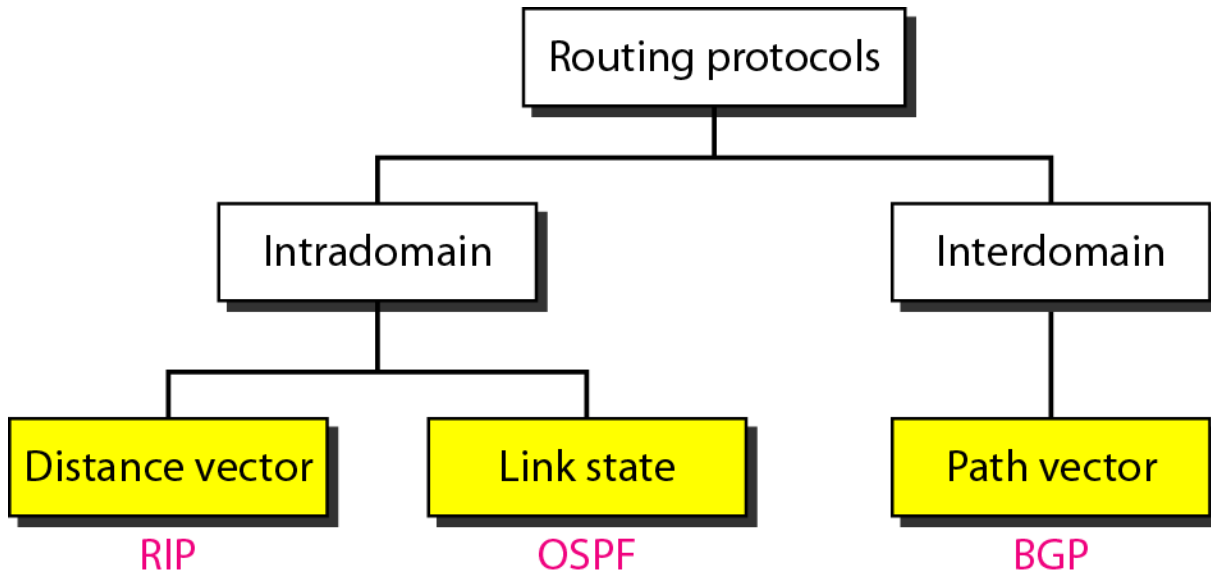 Routing protocols
Intradomain
Interdomain
Distance vector
Link state
Path vector
RIP
OSPF
BGP